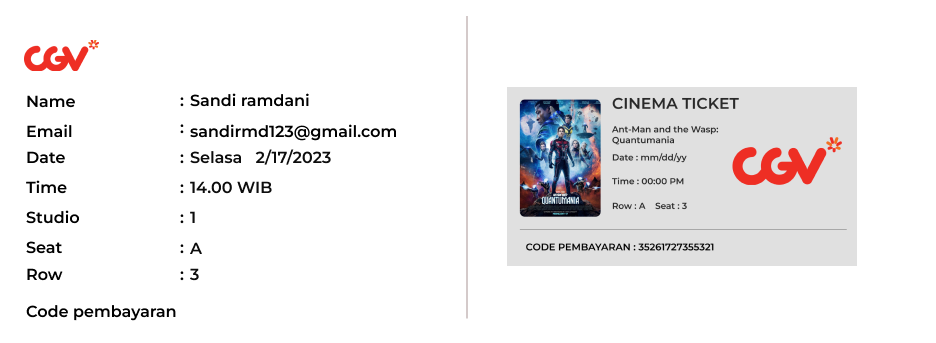 CGV
Name : Sandi ramdani
Email : sandirmd123@gmail.com
Date : Selasa 2/17/2023
Time : 14.00 WIB
Studio : 1
Seat : A
Row : 3
Code pembayaran
CINEMA TICKET
Ant-Man and the Wasp:
Quantumania
Date : mm/dd/yy
Time : 00:00 PM
Row : A Seat : 3
CGV
QUANTUMANIA
CODE PEMBAYARAN : 35261727355321